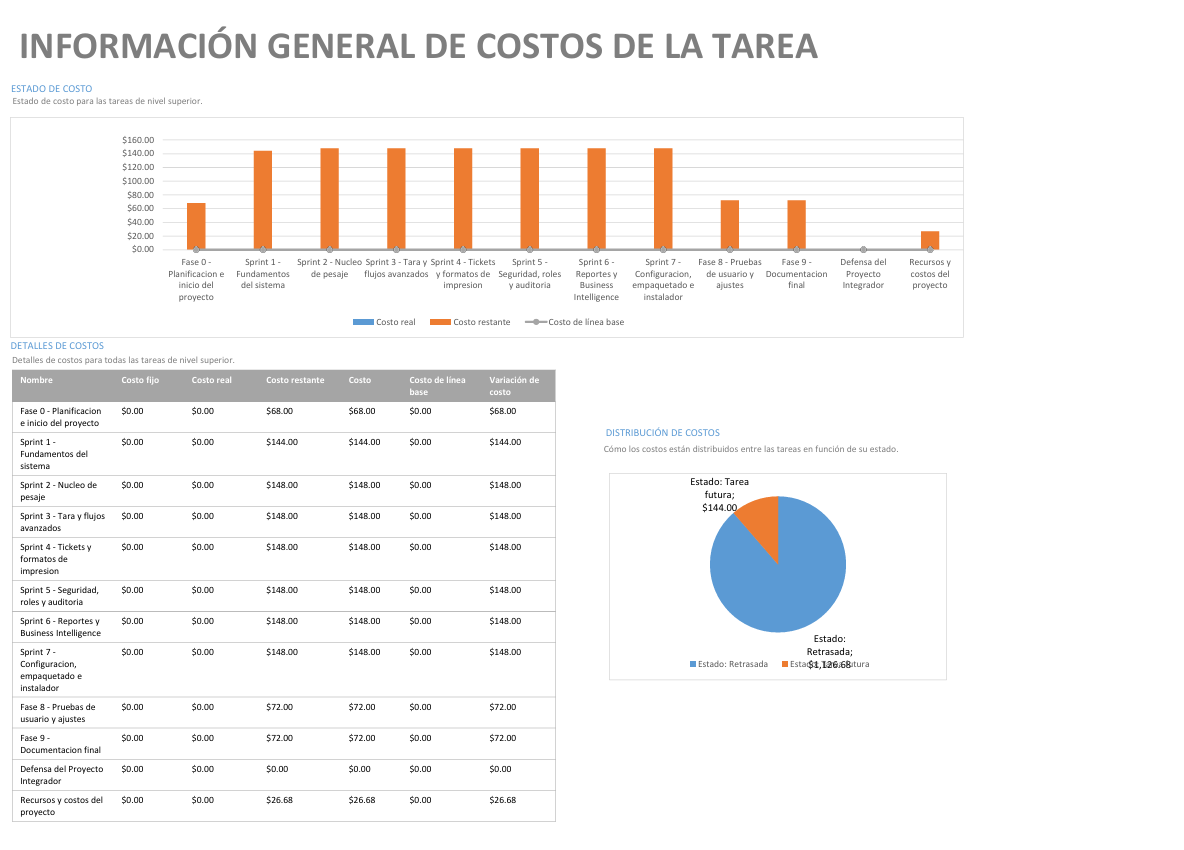 INFORMACIÓN GENERAL DE COSTOS DE LA TAREA
ESTADO DE COSTO
Estado de costo para las tareas de nivel superior.
$160.00
$140.00
$120.00
$100.00
$80.00
$60.00
$40.00
$20.00
$0.00
Fase 0 - Planificacion e inicio del proyecto
Sprint 1 - Fundamentos del sistema
Sprint 2 - Nucleo de pesaje
Sprint 3 - Tara y flujos avanzados
Sprint 4 - Tickets y formatos de impresion
Sprint 5 - Seguridad, roles y auditoria
Sprint 6 - Reportes y Business Intelligence
Sprint 7 - Configuracion, empaquetado e instalador
Fase 8 - Pruebas de usuario y ajustes
Fase 9 - Documentacion final
Defensa del Proyecto Integrador
Recursos y costos del proyecto
Costo real Costo restante Costo de línea base
DETALLES DE COSTOS
Detalles de costos para todas las tareas de nivel superior.
Nombre Costo fijo Costo real Costo restante Costo Costo de línea base Variación de costo
Fase 0 - Planificacion e inicio del proyecto $0.00 $0.00 $68.00 $68.00 $0.00 $68.00
Sprint 1 - Fundamentos del sistema $0.00 $0.00 $144.00 $144.00 $0.00 $144.00
Sprint 2 - Nucleo de pesaje $0.00 $0.00 $148.00 $148.00 $0.00 $148.00
Sprint 3 - Tara y flujos avanzados $0.00 $0.00 $148.00 $148.00 $0.00 $148.00
Sprint 4 - Tickets y formatos de impresion $0.00 $0.00 $148.00 $148.00 $0.00 $148.00
Sprint 5 - Seguridad, roles y auditoria $0.00 $0.00 $148.00 $148.00 $0.00 $148.00
Sprint 6 - Reportes y Business Intelligence $0.00 $0.00 $148.00 $148.00 $0.00 $148.00
Sprint 7 - Configuracion, empaquetado e instalador $0.00 $0.00 $148.00 $148.00 $0.00 $148.00
Fase 8 - Pruebas de usuario y ajustes $0.00 $0.00 $72.00 $72.00 $0.00 $72.00
Fase 9 - Documentacion final $0.00 $0.00 $72.00 $72.00 $0.00 $72.00
Defensa del Proyecto Integrador $0.00 $0.00 $0.00 $0.00 $0.00 $0.00
Recursos y costos del proyecto $0.00 $0.00 $26.68 $26.68 $0.00 $26.68
DISTRIBUCIÓN DE COSTOS
Cómo los costos están distribuidos entre las tareas en función de su estado.
Estado: Tarea
futura;
$144.00
Estado:
Retrasada;
$1,126.68
Estado: Retrasada Estado: Tarea futura